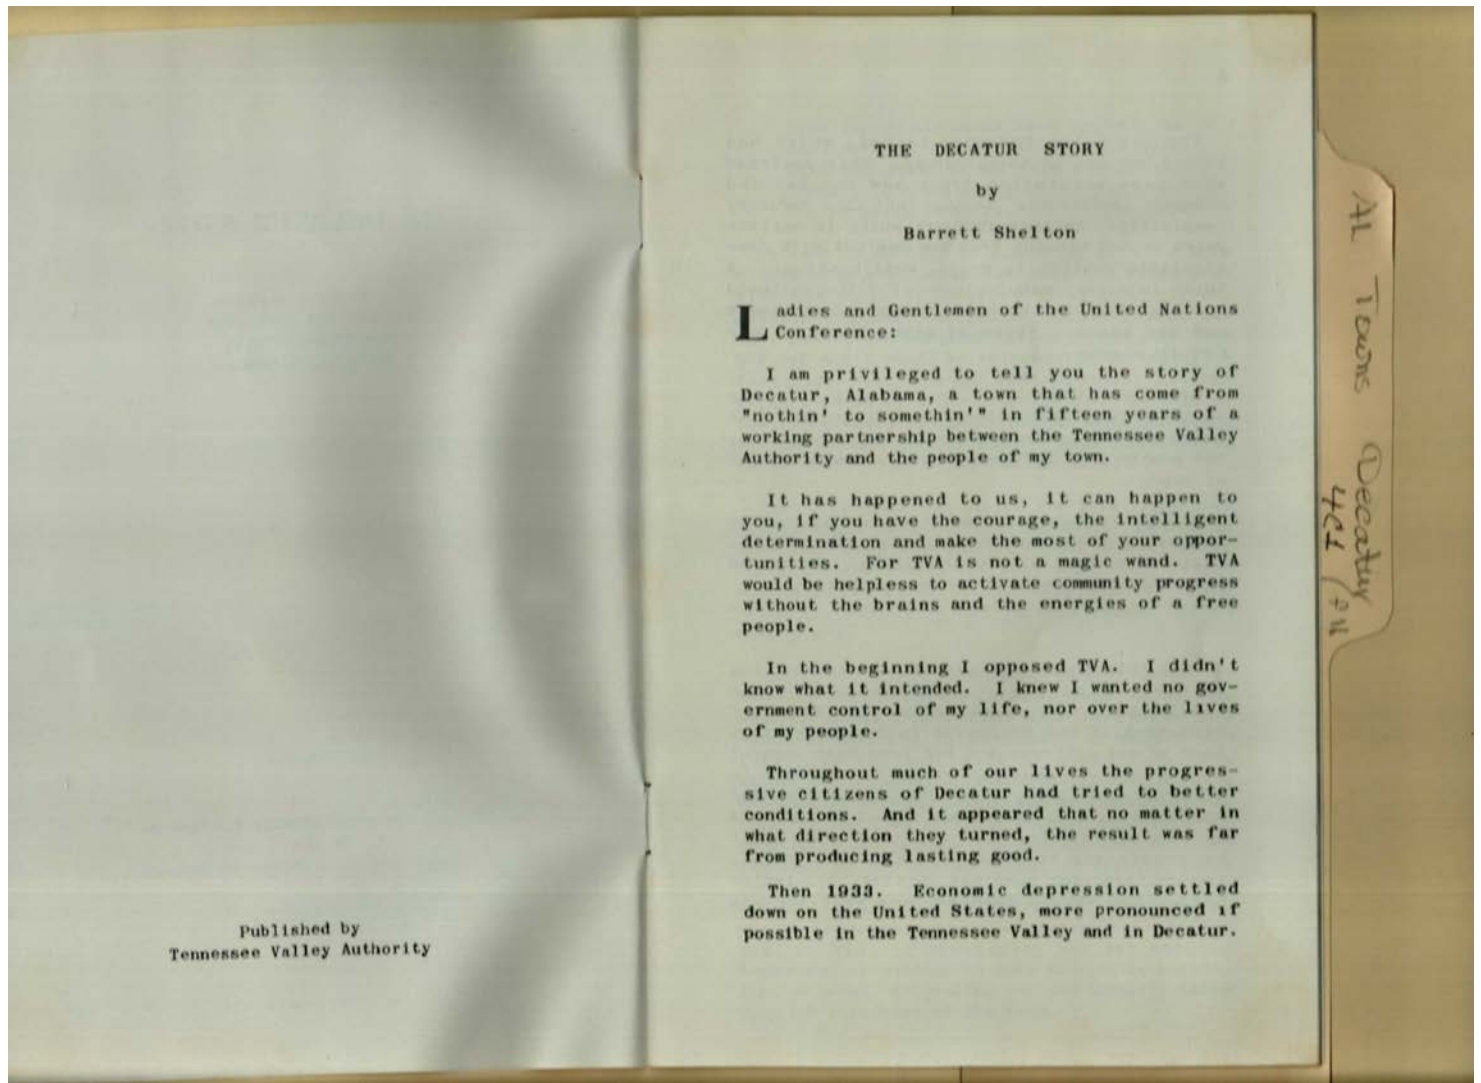 Published by
Tennessee Valley Authority
THE DECATUR STORY
by
Barrett Shelton
Ladies and Gentlemen of the United Nations
Conference:
I am privileged to tell you the story of
Decatur, Alabama, a town that has come from
"nothin' to somethin'" in fifteen years of a
working partnership between the Tennessee Valley
Authority and the people of my town.
It has happened to us, it can happen to
you, if you have the courage, the intelligent
determination and make the most of your oppor-
tunities. For TVA is not a magic wand. TVA
would be helpless to activate community progress
without the brains and the energies of a free
people.
In the beginning I opposed TVA. I didn't
know what it intended. I knew I wanted no gov-
ernment control of my life, nor over the lives
of my people.
Throughout much of our lives the progres-
sive citizens of Decatur had tried to better
conditions. And it appeared that no matter in
what direction they turned, the result was far
from producing lasting good.
Then 1933. Economic depression settled
down on the United States, more pronounced if
possible in the Tennessee Valley and in Decatur.
AL Towns Decatur